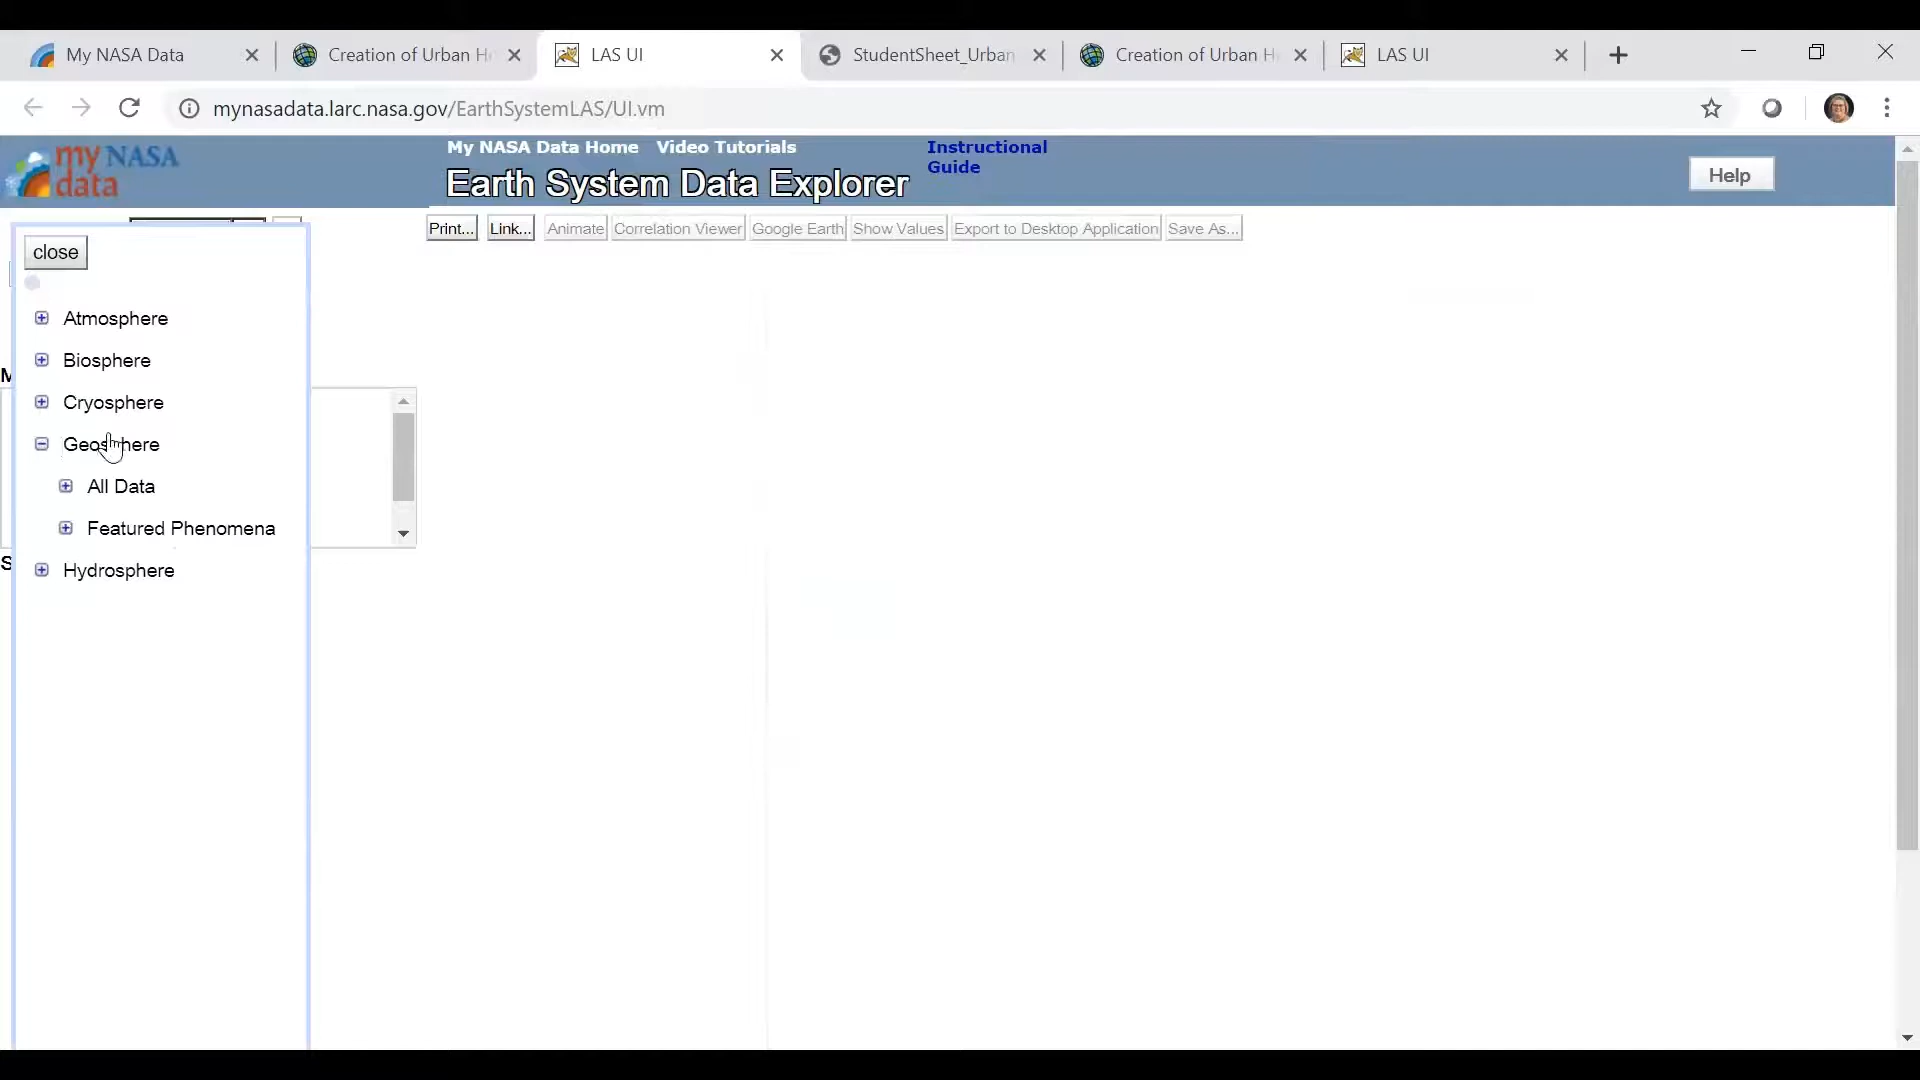 My NASA Data
Creation of Urban H
LAS UI
StudentSheet_Urban
Creation of Urban H
LAS UI
mynasadata.larc.nasa.gov/EarthSystemLAS/UI.vm
my NASA data
My NASA Data Home Video Tutorials
Instructional Guide
Earth System Data Explorer
Help
Print... Link... Animate Correlation Viewer Google Earth Show Values Export to Desktop Application Save As...
close
Atmosphere
Biosphere
M
Cryosphere
Geosphere
All Data
Featured Phenomena
S
Hydrosphere